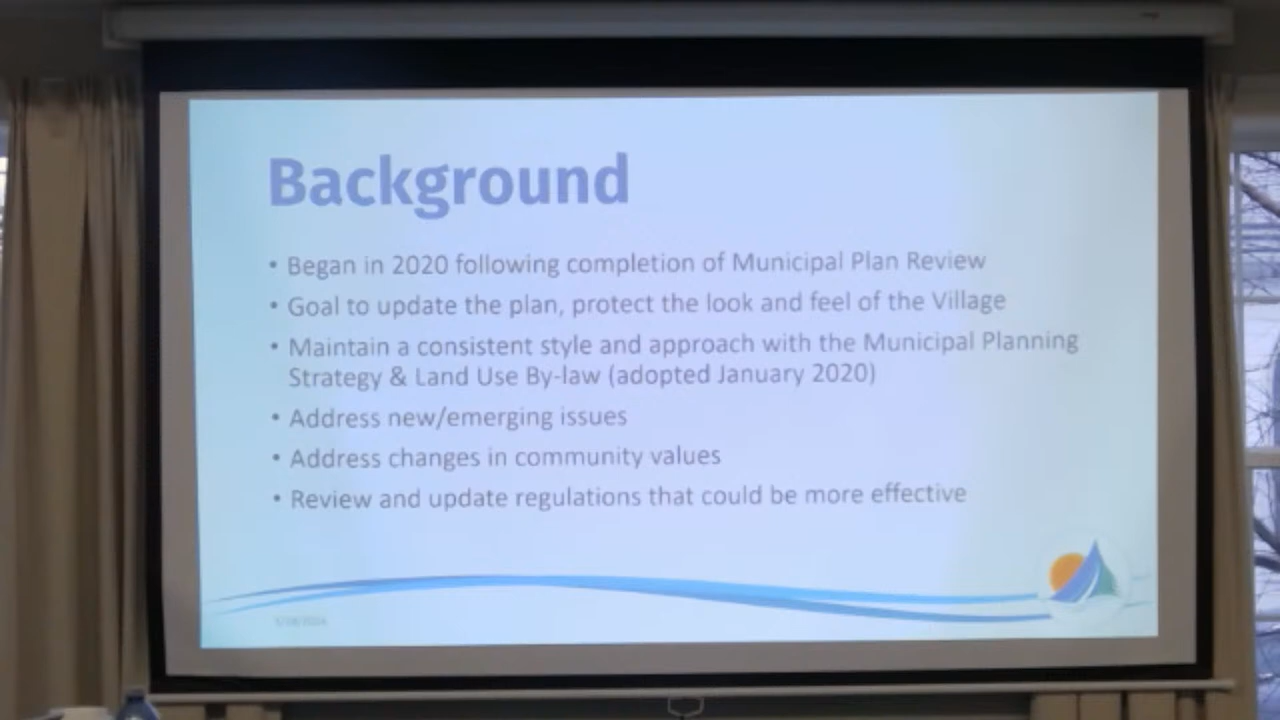 Background
• Began in 2020 following completion of Municipal Plan Review
• Goal to update the plan, protect the look and feel of the Village
• Maintain a consistent style and approach with the Municipal Planning
Strategy & Land Use By-law (adopted January 2020)
• Address new/emerging issues
• Address changes in community values
• Review and update regulations that could be more effective